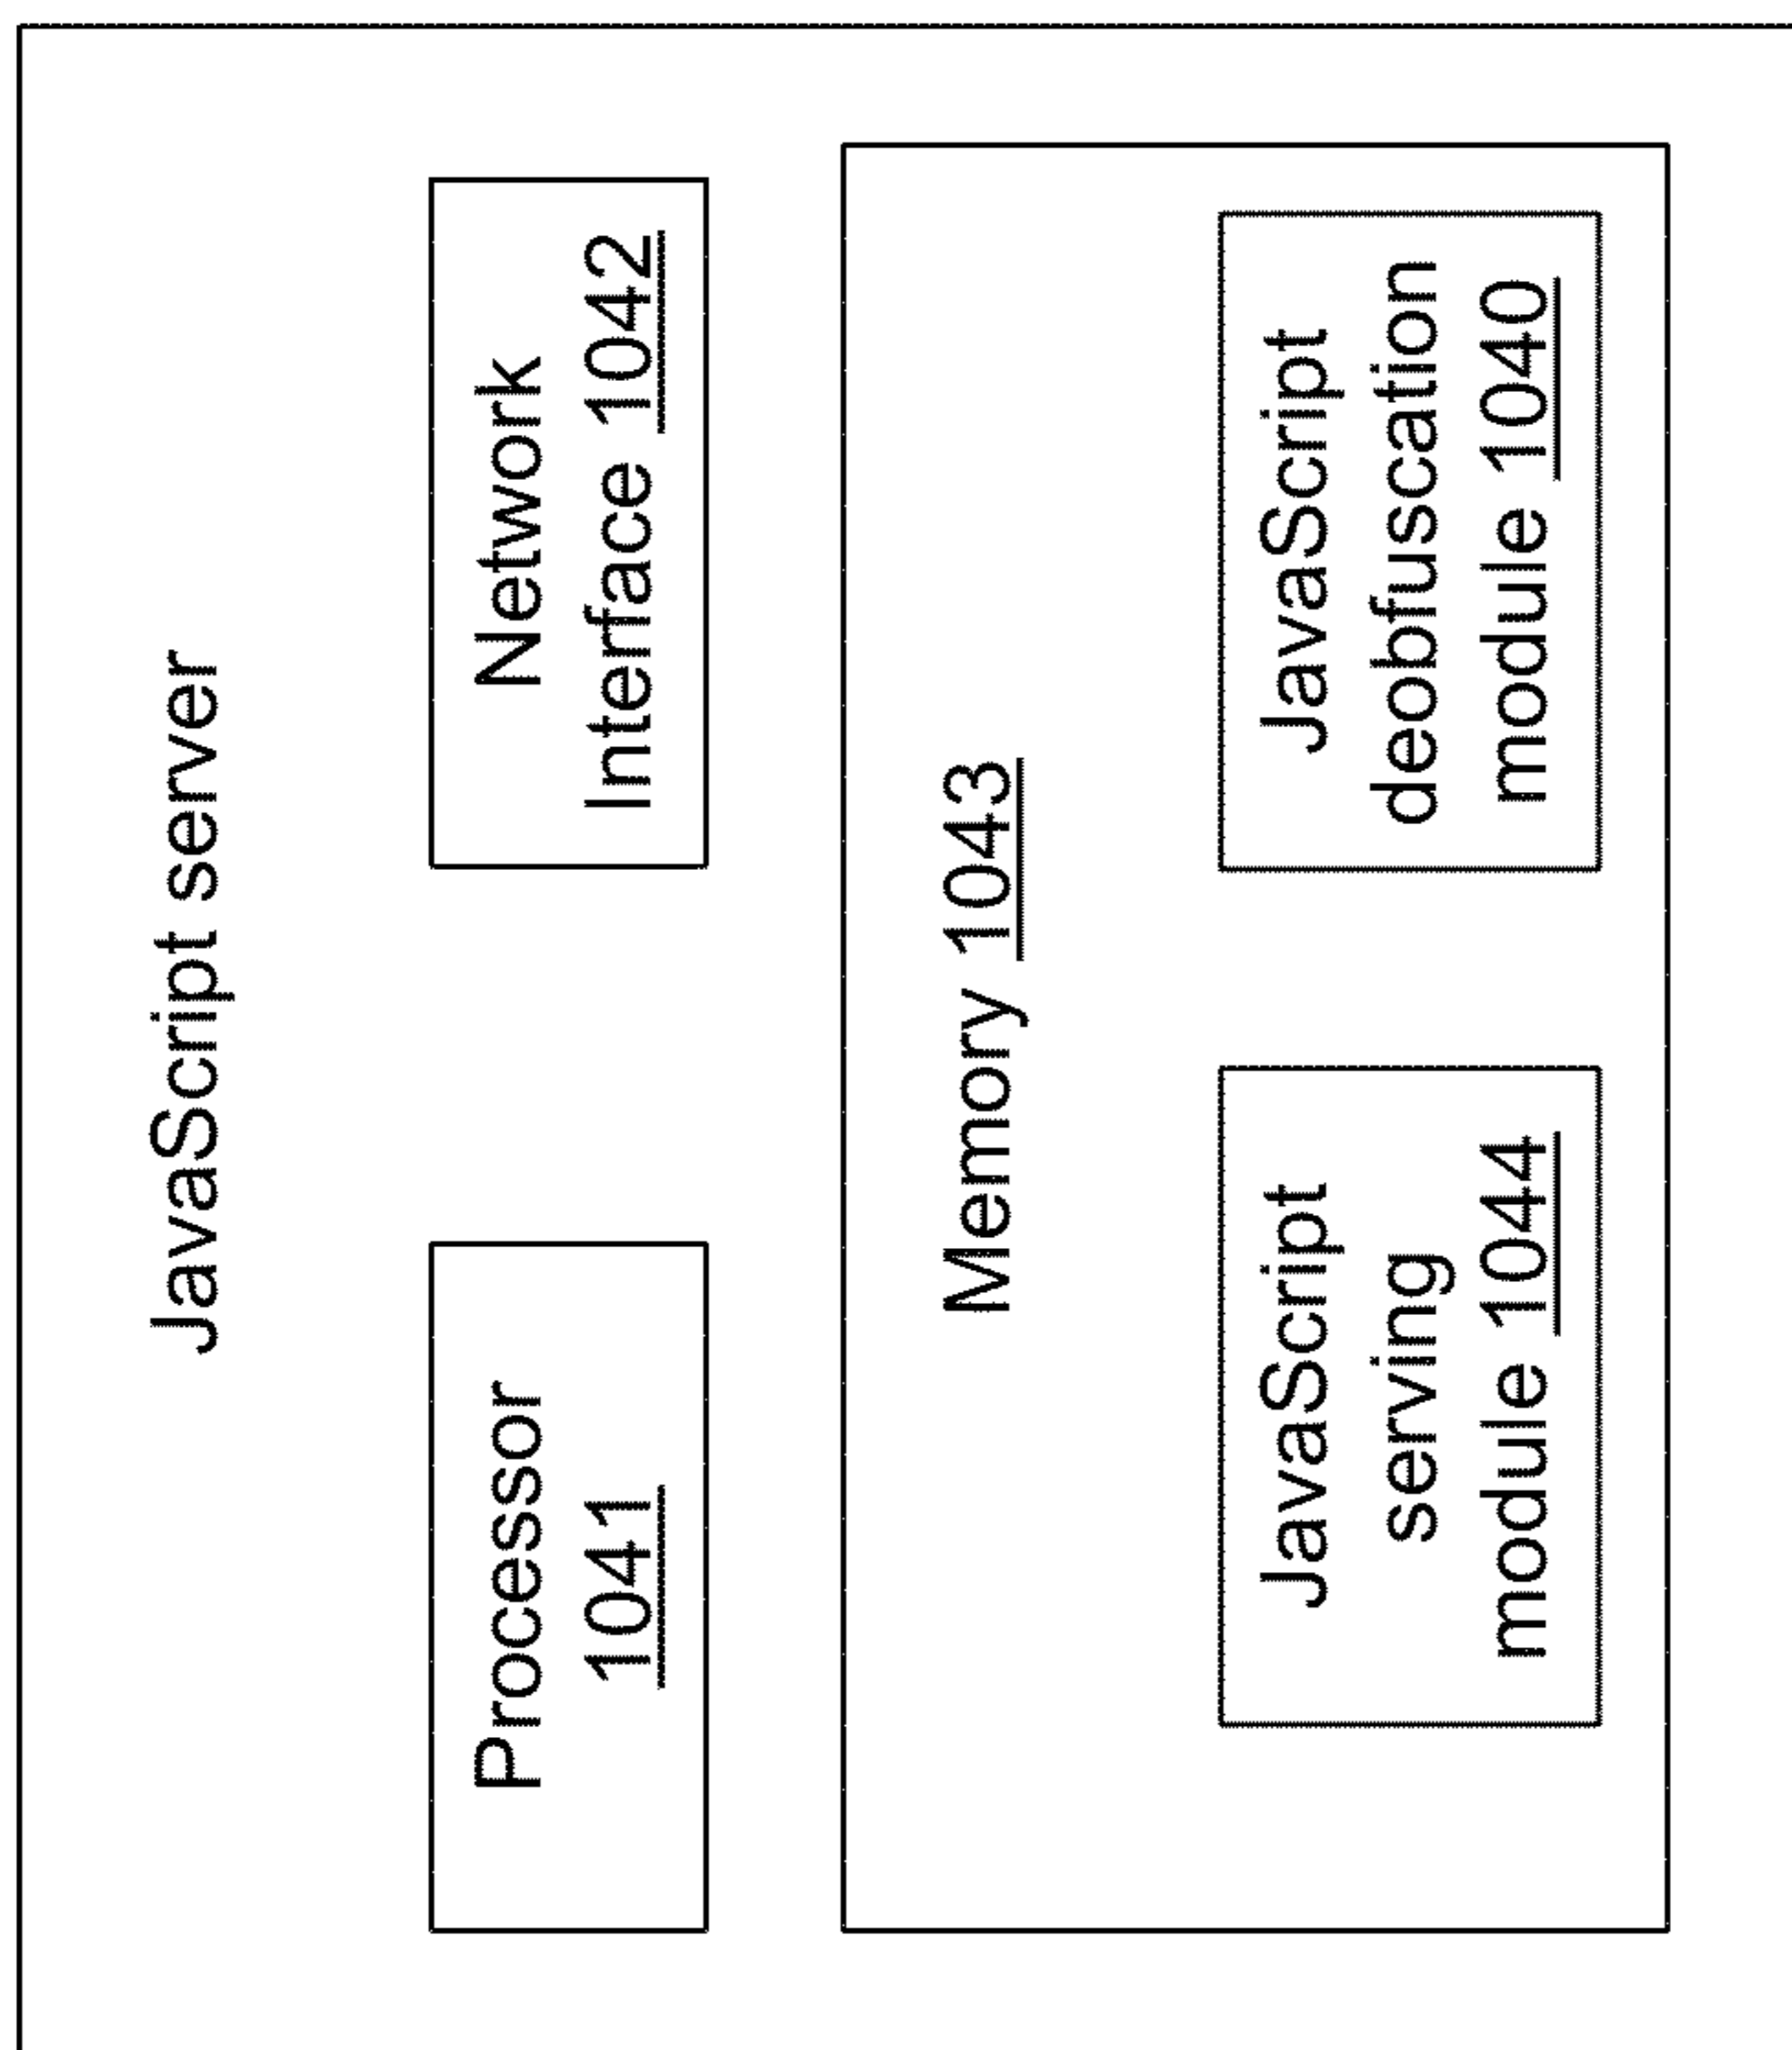 JavaScript server
Processor
1041
Network
Interface 1042
Memory 1043
JavaScript
serving
module 1044
JavaScript
deobfuscation
module 1040